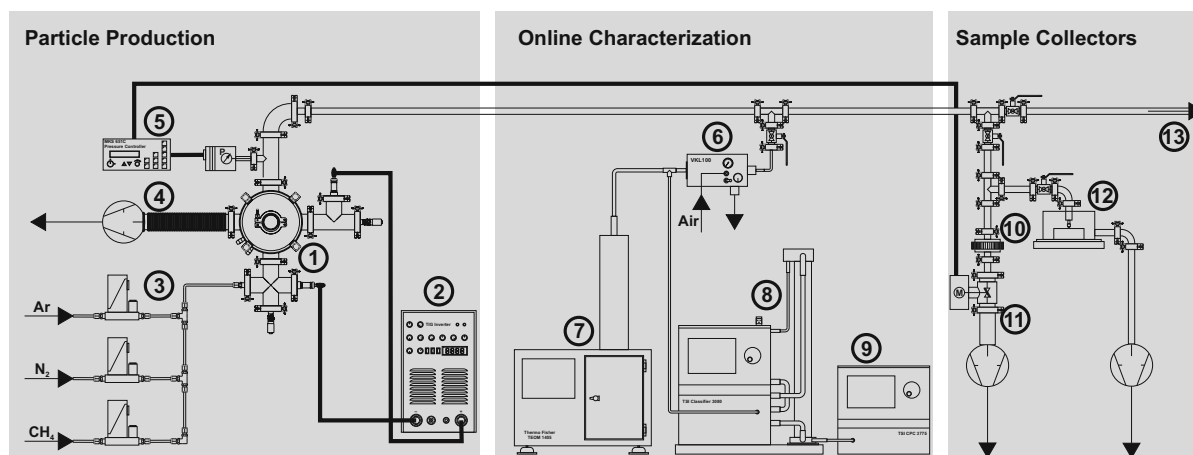 Particle Production
Online Characterization
Sample Collectors
5
MKS 651C
Pressure Controller
P
4
1
3
Ar
N2
CH4
2
TIG Inverter
8888
-
+
6
VKL100
Air
7
Thermo Fisher
TEOM 1405
8
TSI Classifier 3080
9
TSI CPC 3775
13
12
10
M
11